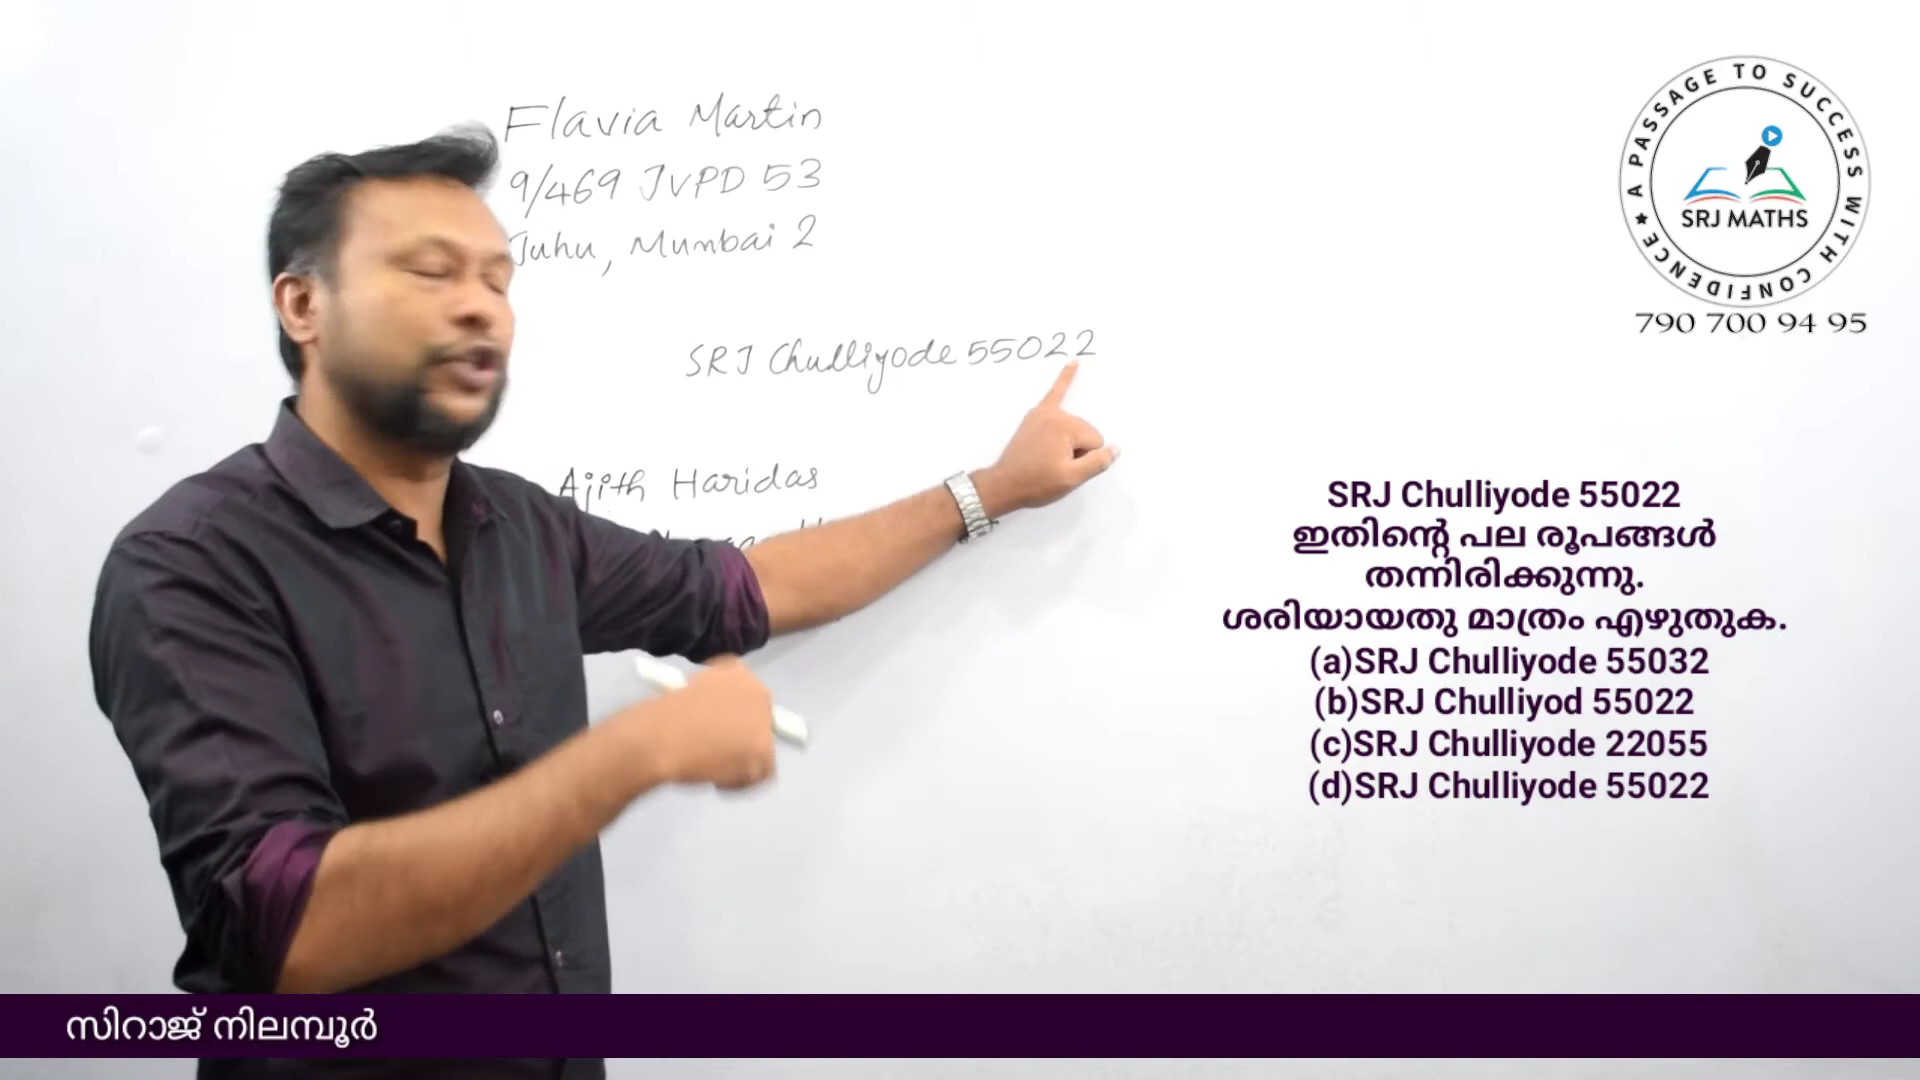 Flavia Martin
9/469 JVPD 53
Juhu, Mumbai 2
SRJ Chulliyode 55022
Ajith Haridas
A PASSAGE TO SUCCESS WITH CONFIDENCE
SRJ MATHS
790 700 94 95
SRJ Chulliyode 55022
ഇതിന്റെ പല രൂപങ്ങൾ
തന്നിരിക്കുന്നു.
ശരിയായതു മാത്രം എഴുതുക.
(a)SRJ Chulliyode 55032
(b)SRJ Chulliyod 55022
(c)SRJ Chulliyode 22055
(d)SRJ Chulliyode 55022
സിറാജ് നിലമ്പൂർ